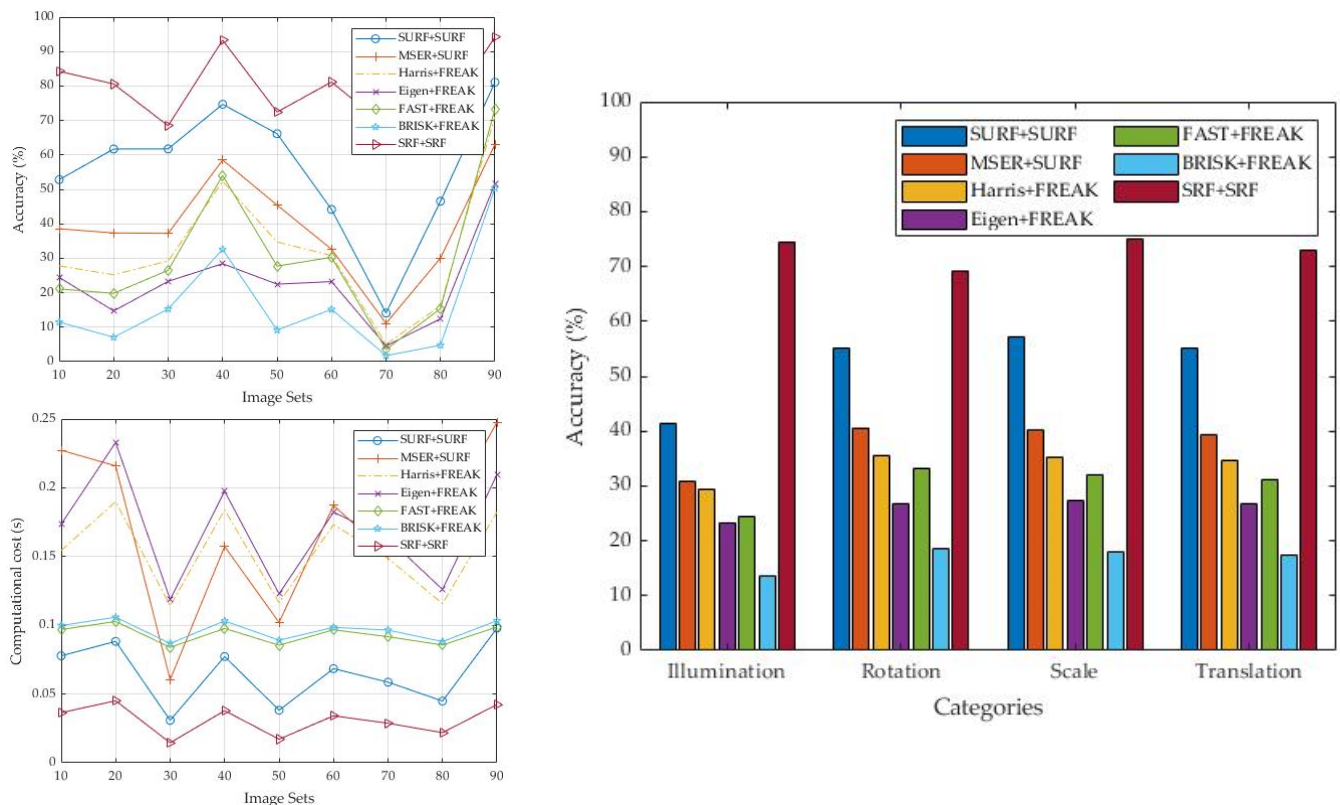 100
90
80
70
60
50
40
30
20
10
0
Accuracy (%)
SURF+SURF
MSER+SURF
Harris+FREAK
Eigen+FREAK
FAST+FREAK
BRISK+FREAK
SRF+SRF
10 20 30 40 50 60 70 80 90
Image Sets
0.25
0.2
0.15
0.1
0.05
0
Computational cost (s)
SURF+SURF
MSER+SURF
Harris+FREAK
Eigen+FREAK
FAST+FREAK
BRISK+FREAK
SRF+SRF
10 20 30 40 50 60 70 80 90
Image Sets
100
90
80
70
60
50
40
30
20
10
0
Accuracy (%)
SURF+SURF FAST+FREAK
MSER+SURF BRISK+FREAK
Harris+FREAK SRF+SRF
Eigen+FREAK
Illumination Rotation Scale Translation
Categories